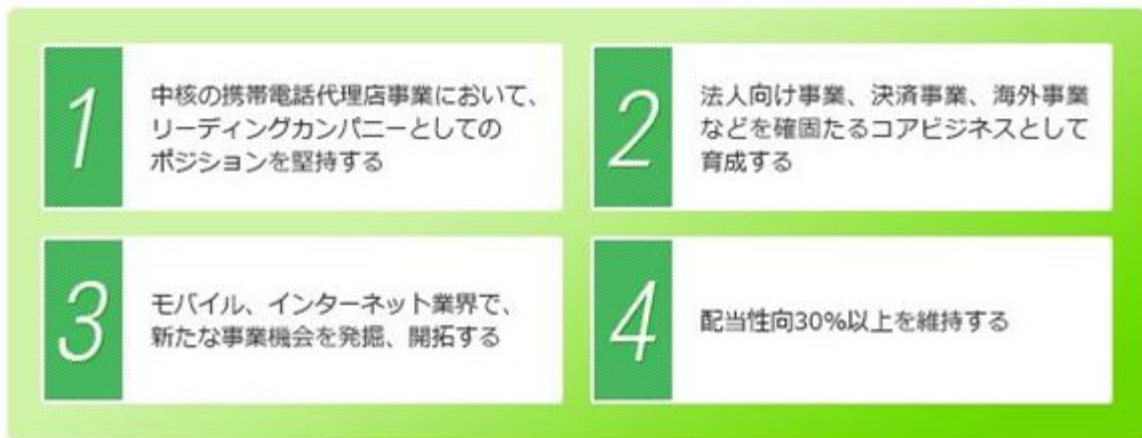 1
中核の携帯電話代理店事業において、
リーディングカンパニーとしての
ポジションを堅持する
2
法人向け事業、決済事業、海外事業
などを確固たるコアビジネスとして
育成する
3
モバイル、インターネット業界で、
新たな事業機会を発掘、開拓する
4
配当性向30%以上を維持する